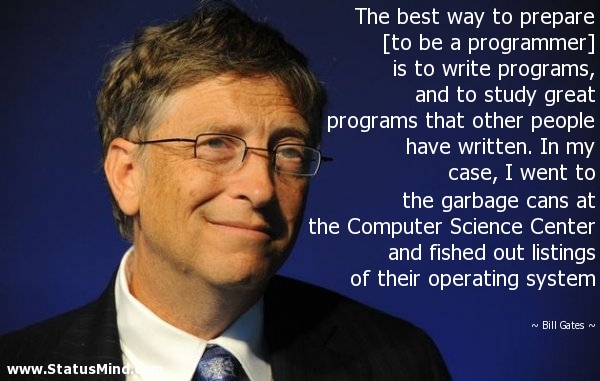 The best way to prepare
[to be a programmer]
is to write programs,
and to study great
programs that other people
have written. In my
case, I went to
the garbage cans at
the Computer Science Center
and fished out listings
of their operating system
~ Bill Gates ~
www.StatusMind.com